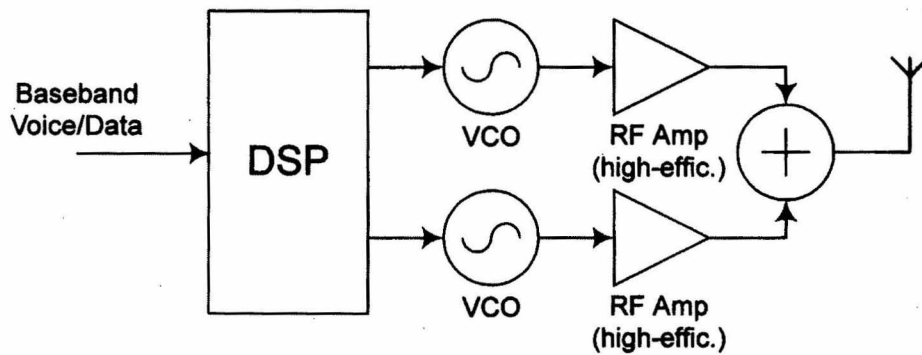 Baseband
Voice/Data
DSP
VCO
RF Amp
(high-effic.)
VCO
RF Amp
(high-effic.)